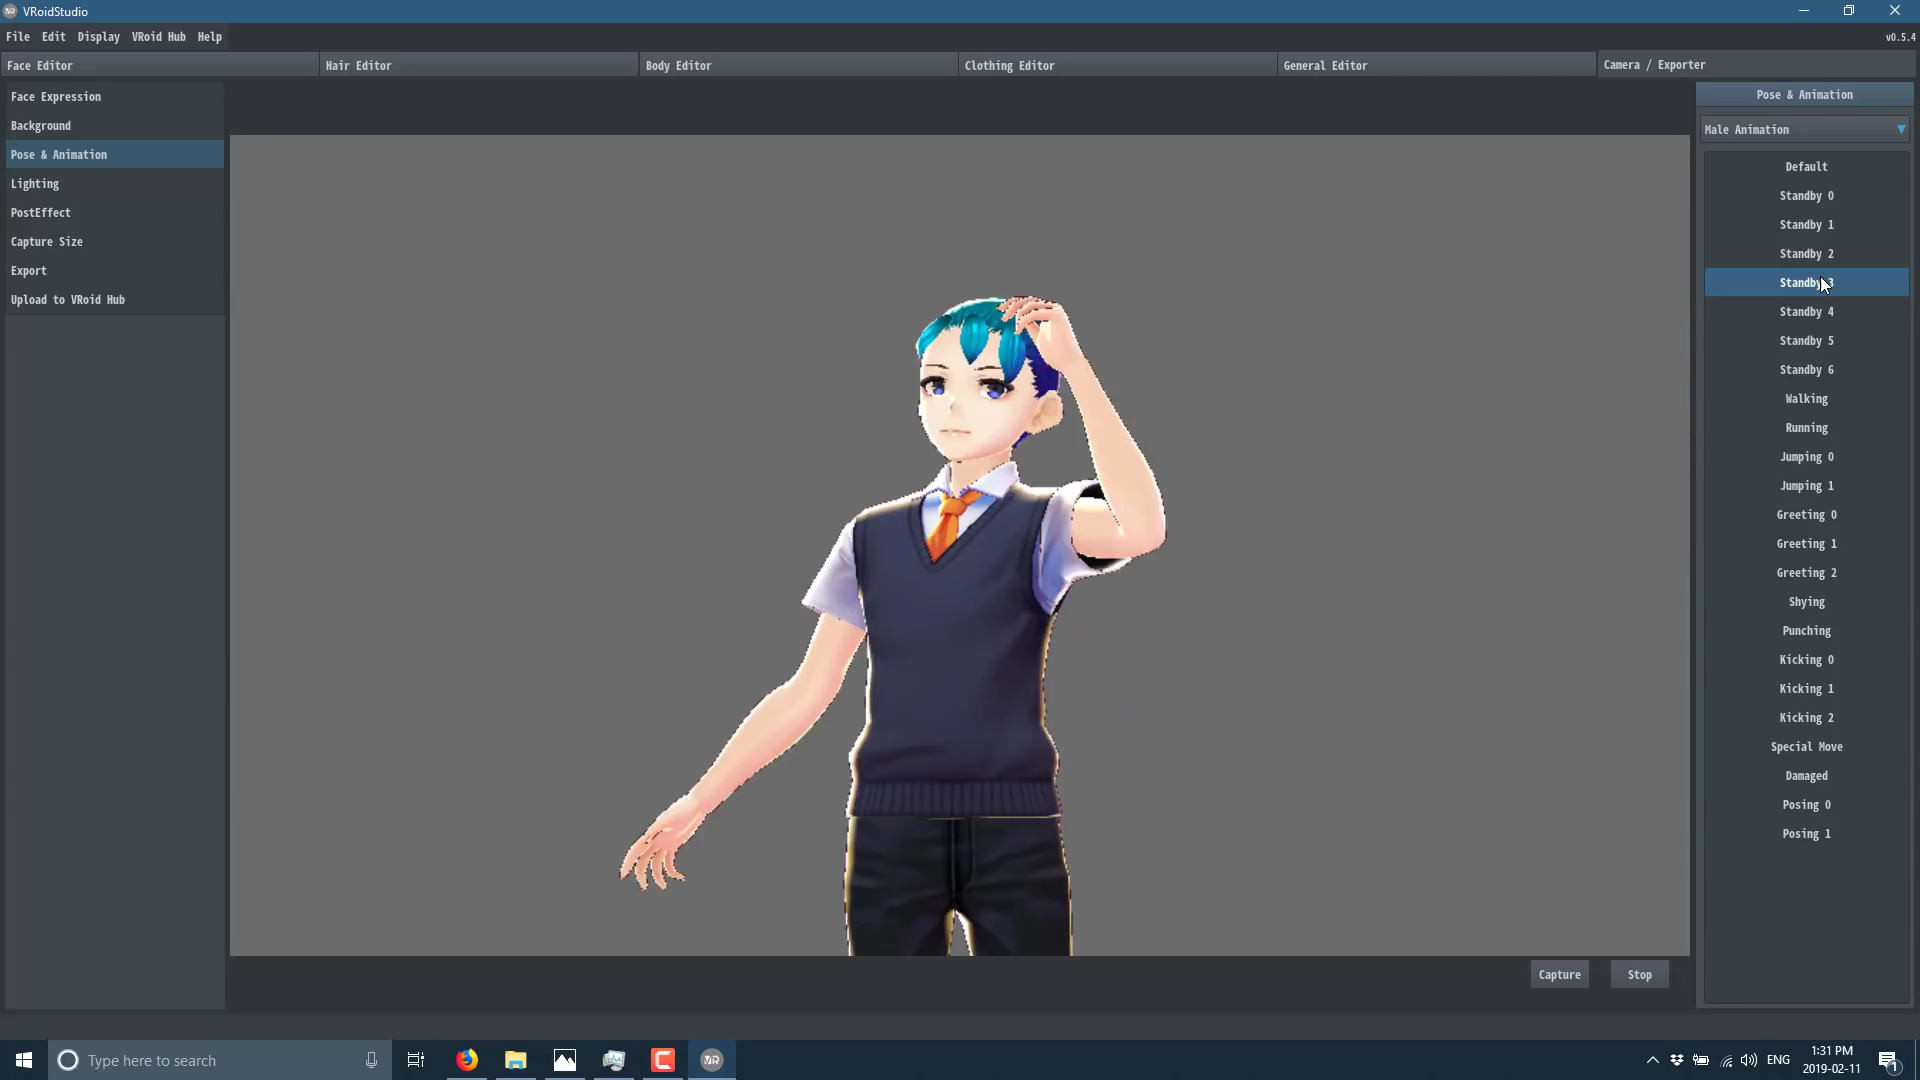 VRoidStudio
File Edit Display VRoid Hub Help
v0.5.4
Face Editor
Hair Editor
Body Editor
Clothing Editor
General Editor
Camera / Exporter
Face Expression
Background
Pose & Animation
Lighting
PostEffect
Capture Size
Export
Upload to VRoid Hub
Pose & Animation
Male Animation
Default
Standby 0
Standby 1
Standby 2
Standby 3
Standby 4
Standby 5
Standby 6
Walking
Running
Jumping 0
Jumping 1
Greeting 0
Greeting 1
Greeting 2
Shying
Punching
Kicking 0
Kicking 1
Kicking 2
Special Move
Damaged
Posing 0
Posing 1
Capture
Stop
Type here to search
ENG
1:31 PM
2019-02-11
1